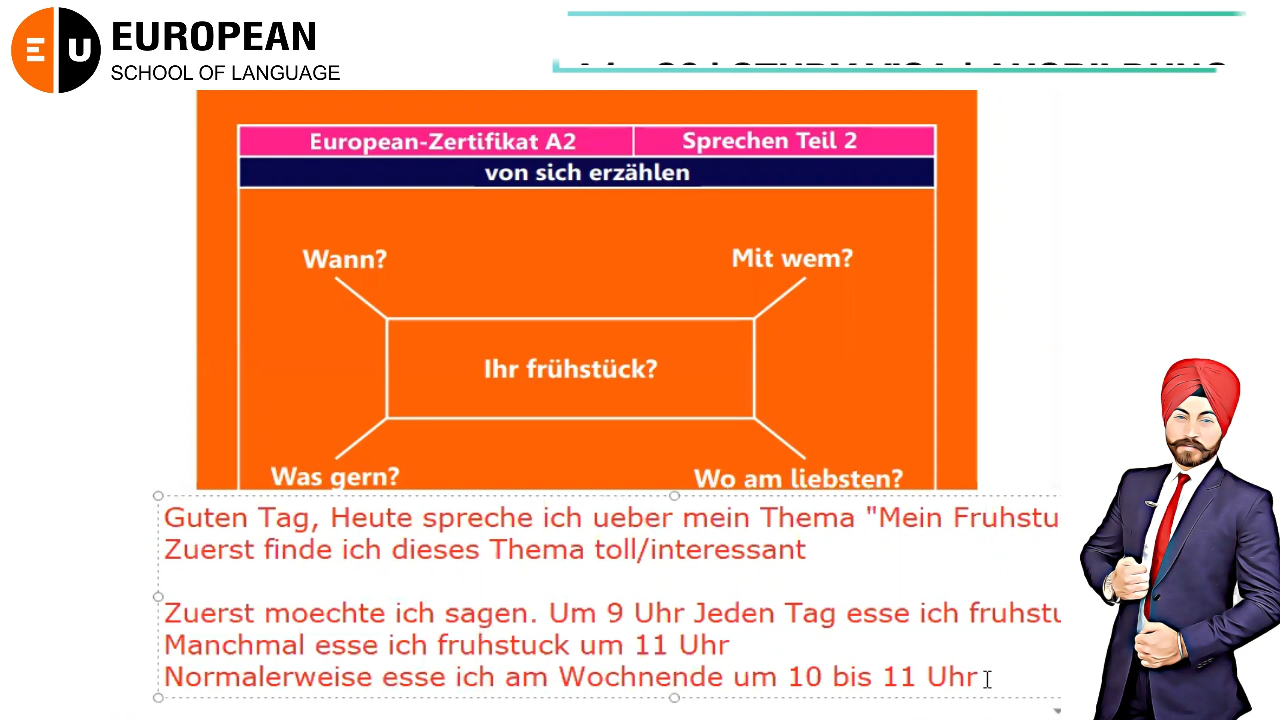 E U EUROPEAN
SCHOOL OF LANGUAGE
European-Zertifikat A2 Sprechen Teil 2
von sich erzählen
Wann? Mit wem?
Ihr frühstück?
Was gern? Wo am liebsten?
Guten Tag, Heute spreche ich ueber mein Thema "Mein Fruhstu
Zuerst finde ich dieses Thema toll/interessant
Zuerst moechte ich sagen. Um 9 Uhr Jeden Tag esse ich fruhstu
Manchmal esse ich fruhstuck um 11 Uhr
Normalerweise esse ich am Wochnende um 10 bis 11 Uhr